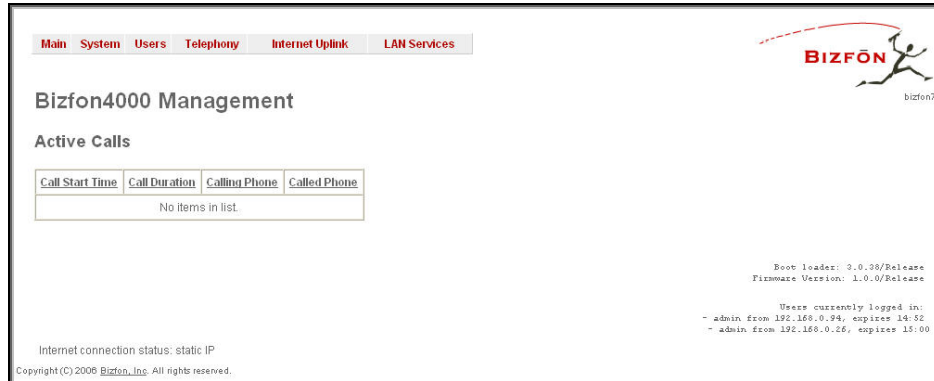 Main System Users Telephony Internet Uplink LAN Services
BIZFŌN
bizfon7
Bizfon4000 Management
Active Calls
Call Start Time Call Duration Calling Phone Called Phone
No items in list.
Boot loader: 3.0.38/Release
Firmware Version: 1.0.0/Release
Users currently logged in:
- admin from 192.168.0.94, expires 14:52
- admin from 192.168.0.26, expires 15:00
Internet connection status: static IP
Copyright (C) 2006 Bizfon, Inc. All rights reserved.